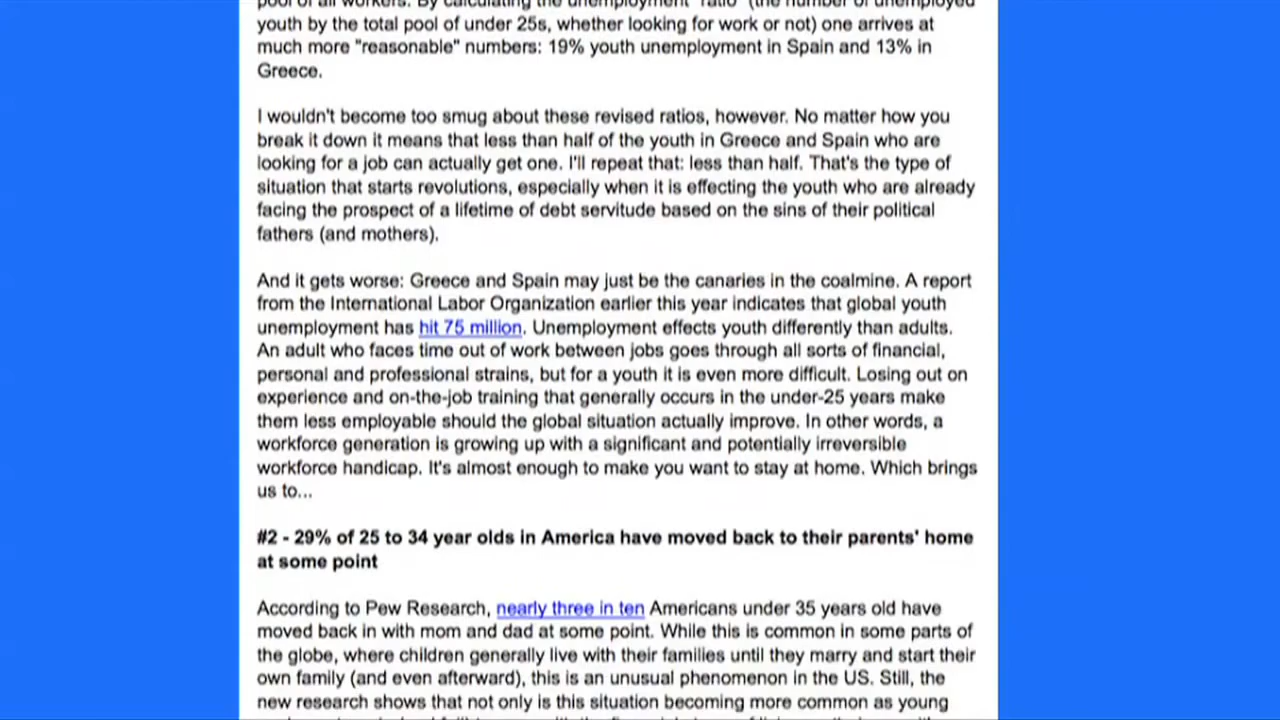 pool of all workers. By calculating the unemployment "ratio" (the number of unemployed
youth by the total pool of under 25s, whether looking for work or not) one arrives at
much more "reasonable" numbers: 19% youth unemployment in Spain and 13% in
Greece.
I wouldn't become too smug about these revised ratios, however. No matter how you
break it down it means that less than half of the youth in Greece and Spain who are
looking for a job can actually get one. I'll repeat that: less than half. That's the type of
situation that starts revolutions, especially when it is effecting the youth who are already
facing the prospect of a lifetime of debt servitude based on the sins of their political
fathers (and mothers).
And it gets worse: Greece and Spain may just be the canaries in the coalmine. A report
from the International Labor Organization earlier this year indicates that global youth
unemployment has hit 75 million. Unemployment effects youth differently than adults.
An adult who faces time out of work between jobs goes through all sorts of financial,
personal and professional strains, but for a youth it is even more difficult. Losing out on
experience and on-the-job training that generally occurs in the under-25 years make
them less employable should the global situation actually improve. In other words, a
workforce generation is growing up with a significant and potentially irreversible
workforce handicap. It's almost enough to make you want to stay at home. Which brings
us to...
#2 - 29% of 25 to 34 year olds in America have moved back to their parents' home
at some point
According to Pew Research, nearly three in ten Americans under 35 years old have
moved back in with mom and dad at some point. While this is common in some parts of
the globe, where children generally live with their families until they marry and start their
own family (and even afterward), this is an unusual phenomenon in the US. Still, the
new research shows that not only is this situation becoming more common as young